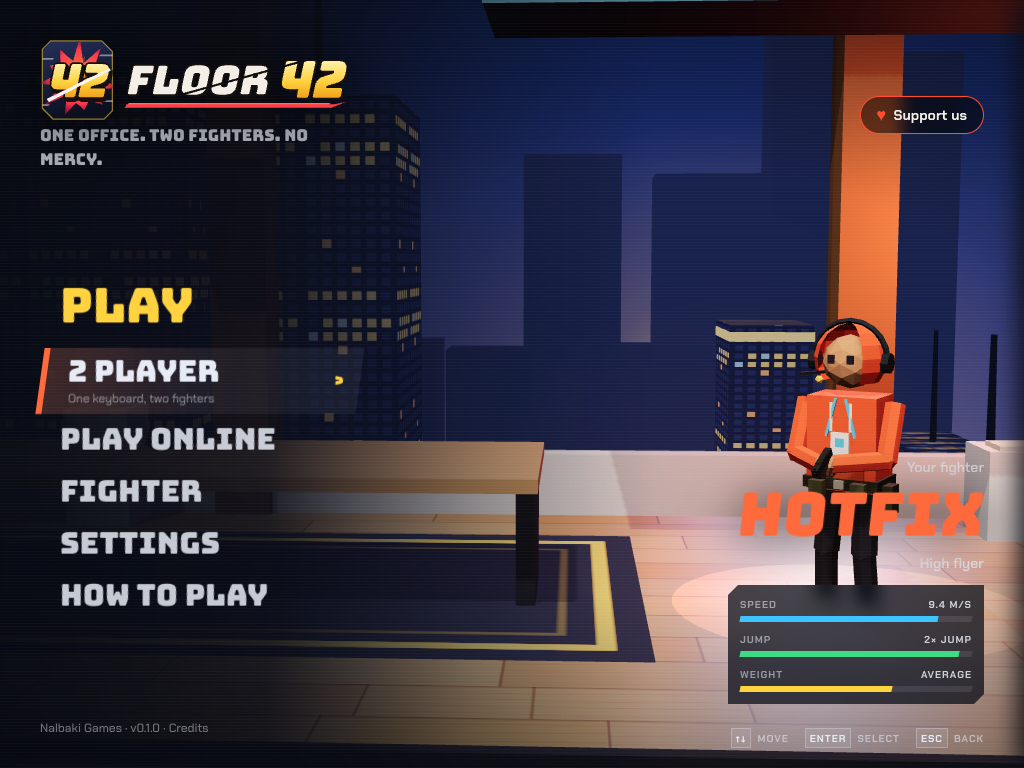 42
FLOOR 42
ONE OFFICE. TWO FIGHTERS. NO
MERCY.
♥ Support us
PLAY
2 PLAYER
One keyboard, two fighters
PLAY ONLINE
FIGHTER
SETTINGS
HOW TO PLAY
Your fighter
HOTFIX
High flyer
SPEED 9.4 M/S
JUMP 2× JUMP
WEIGHT AVERAGE
Nalbaki Games · v0.1.0 · Credits
↑↓ MOVE ENTER SELECT ESC BACK